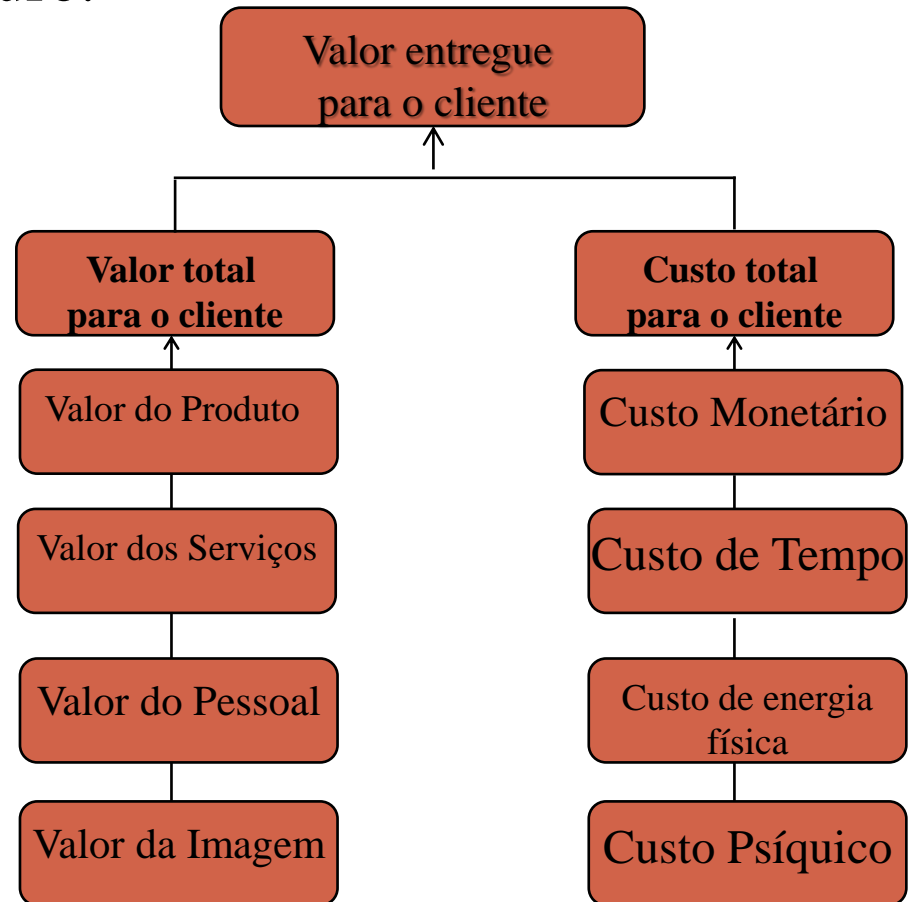 Valor entregue
para o cliente
Valor total
para o cliente
Custo total
para o cliente
Valor do Produto
Custo Monetário
Valor dos Serviços
Custo de Tempo
Valor do Pessoal
Custo de energia
física
Valor da Imagem
Custo Psíquico